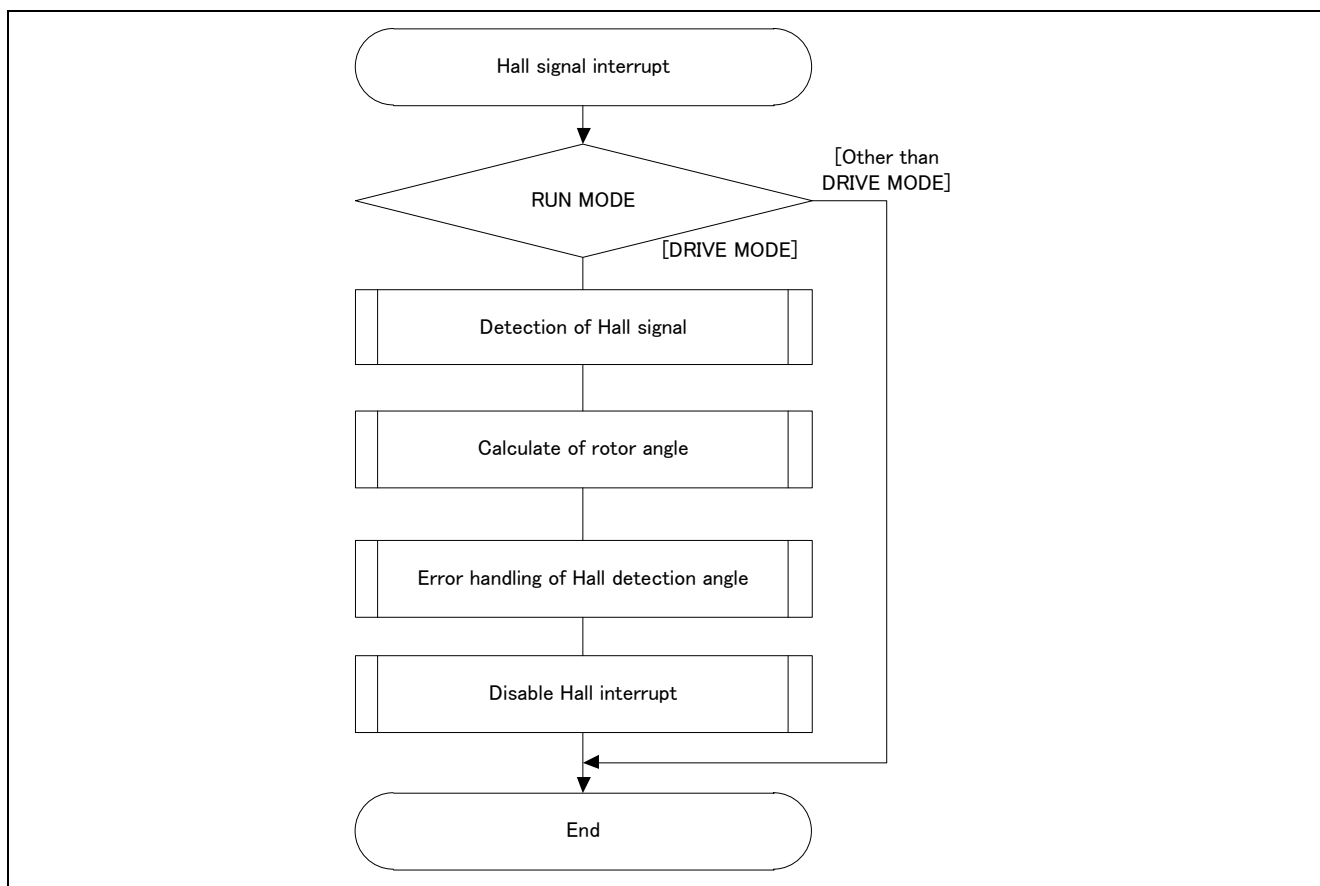 Hall signal interrupt
[Other than
DRIVE MODE]
RUN MODE
[DRIVE MODE]
Detection of Hall signal
Calculate of rotor angle
Error handling of Hall detection angle
Disable Hall interrupt
End